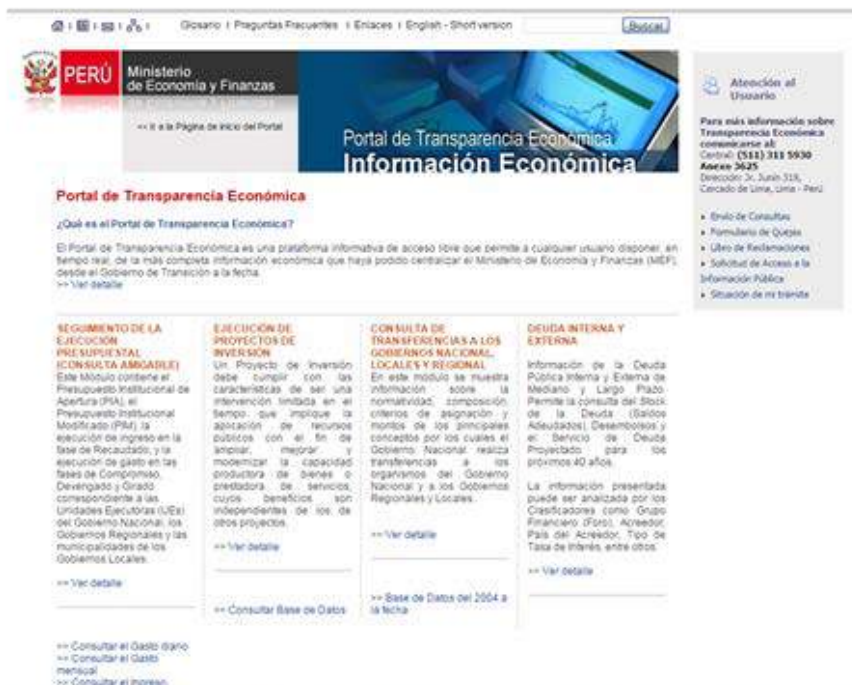 Glosario | Preguntas Frecuentes | Enlaces | English - Short version
Buscar
PERÚ
Ministerio
de Economía y Finanzas
<< Ir a la Página de inicio del Portal
Portal de Transparencia Económica
Información Económica
Atención al
Usuario
Para más información sobre
Transparencia Económica
comunicarse al:
Central: (511) 311 5930
Anexo 3625
Dirección: Jr. Junín 319,
Cercado de Lima, Lima - Perú
Envío de Consultas
Formulario de Quejas
Libro de Reclamaciones
Solicitud de Acceso a la
Información Pública
Situación de mi trámite
Portal de Transparencia Económica
¿Qué es el Portal de Transparencia Económica?
El Portal de Transparencia Económica es una plataforma informativa de acceso libre que permite a cualquier usuario disponer, en
tiempo real, de la más completa información económica que haya podido centralizar el Ministerio de Economía y Finanzas (MEF),
desde el Gobierno de Transición a la fecha.
>> Ver detalle
SEGUIMIENTO DE LA
EJECUCIÓN
PRESUPUESTAL
(CONSULTA AMIGABLE)
Este Módulo contiene el
Presupuesto Institucional de
Apertura (PIA), el
Presupuesto Institucional
Modificado (PIM), la
ejecución de ingreso en la
fase de Recaudado, y la
ejecución de gasto en las
fases de Compromiso,
Devengado y Girado
correspondiente a las
Unidades Ejecutoras (UEs)
del Gobierno Nacional, los
Gobiernos Regionales y las
municipalidades de los
Gobiernos Locales.
>> Ver detalle
>> Consultar el Gasto diario
>> Consultar el Gasto
mensual
>> Consultar el Ingreso
EJECUCIÓN DE
PROYECTOS DE
INVERSIÓN
Un Proyecto de Inversión
debe cumplir con las
características de ser una
intervención limitada en el
tiempo que implique la
aplicación de recursos
públicos con el fin de
ampliar, mejorar y
modernizar la capacidad
productora de bienes o
prestadora de servicios,
cuyos beneficios son
independientes de los de
otros proyectos.
>> Ver detalle
>> Consultar Base de Datos
CONSULTA DE
TRANSFERENCIAS A LOS
GOBIERNOS NACIONAL,
LOCALES Y REGIONAL
En este módulo se muestra
información sobre la
normatividad, composición,
criterios de asignación y
montos de los principales
conceptos por los cuales el
Gobierno Nacional realiza
transferencias a los
organismos del Gobierno
Nacional y a los Gobiernos
Regionales y Locales.
>> Ver detalle
>> Base de Datos del 2004 a
la fecha
DEUDA INTERNA Y
EXTERNA
Información de la Deuda
Pública Interna y Externa de
Mediano y Largo Plazo.
Permite la consulta del Stock
de la Deuda (Saldos
Adeudados), Desembolsos y
el Servicio de Deuda
Proyectado para los
próximos 40 años.
La información presentada
puede ser analizada por los
Clasificadores como Grupo
Financiero (Foro), Acreedor,
País del Acreedor, Tipo de
Tasa de Interés, entre otros.
>> Ver detalle